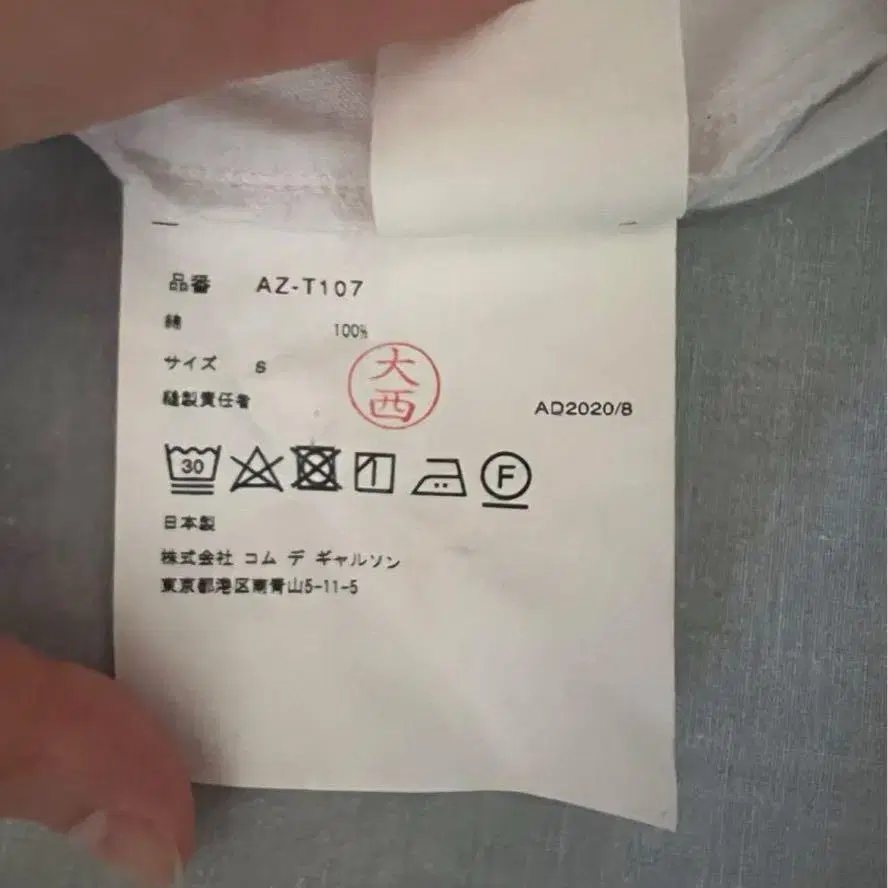 品番 AZ-T107
綿 100%
サイズ S
縫製責任者 大西 AD2020/8
30 F
日本製
株式会社 コム デ ギャルソン
東京都港区南青山5-11-5